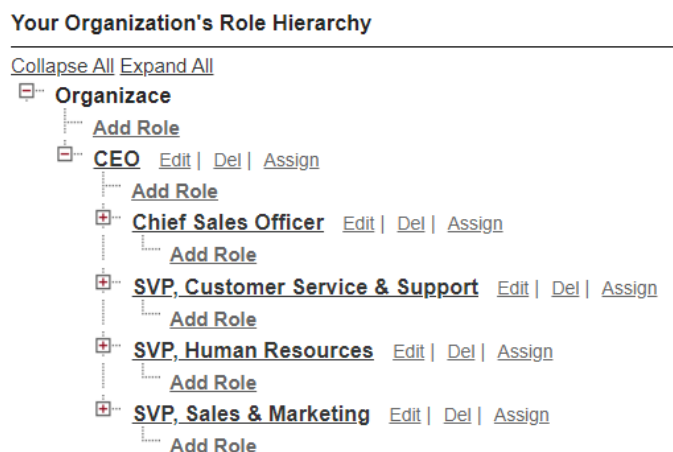 Your Organization's Role Hierarchy
Collapse All Expand All
Organizace
Add Role
CEO Edit | Del | Assign
Add Role
Chief Sales Officer Edit | Del | Assign
Add Role
SVP, Customer Service & Support Edit | Del | Assign
Add Role
SVP, Human Resources Edit | Del | Assign
Add Role
SVP, Sales & Marketing Edit | Del | Assign
Add Role